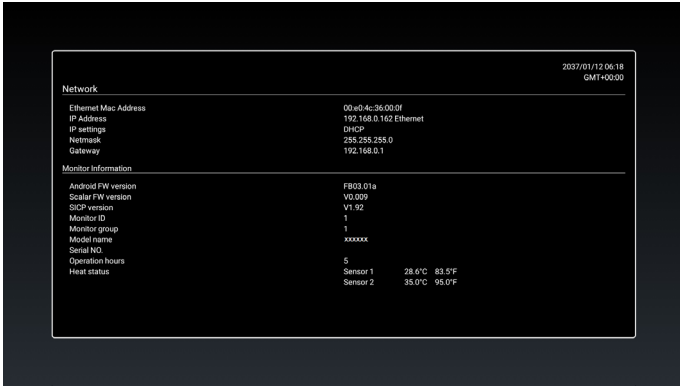 2037/01/12 06:18
GMT+00:00
Network
Ethernet Mac Address 00:e0:4c:36:00:0f
IP Address 192.168.0.162 Ethernet
IP settings DHCP
Netmask 255.255.255.0
Gateway 192.168.0.1
Monitor Information
Android FW version FB03.01a
Scalar FW version V0.009
SICP version V1.92
Monitor ID 1
Monitor group 1
Model name xxxxxx
Serial NO.
Operation hours 5
Heat status Sensor 1 28.6°C 83.5°F
Sensor 2 35.0°C 95.0°F